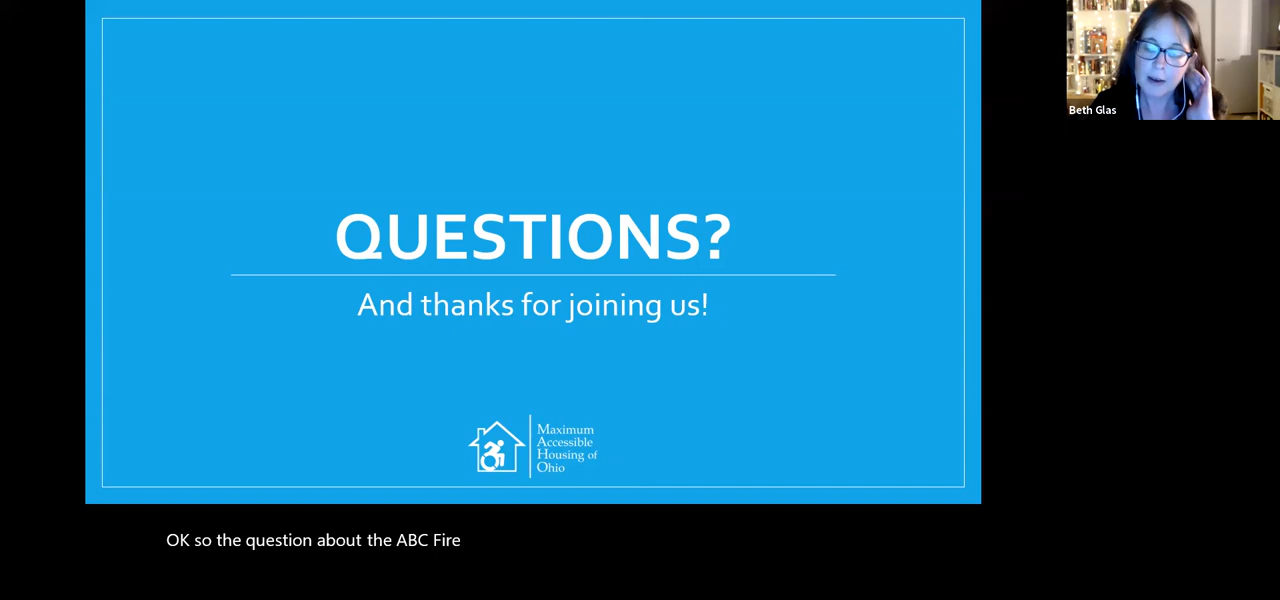 Beth Glas
QUESTIONS?
And thanks for joining us!
Maximum
Accessible
Housing of
Ohio
OK so the question about the ABC Fire